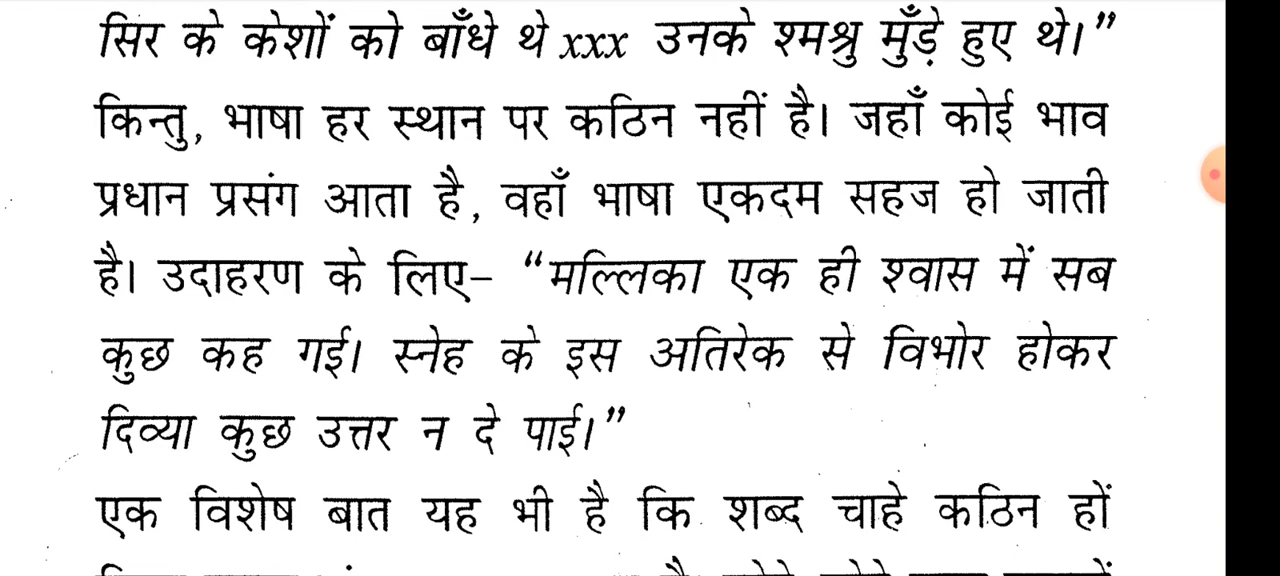 सिर के केशों को बाँधे थे xxx उनके श्मश्रु मुँड़े हुए थे।”
किन्तु, भाषा हर स्थान पर कठिन नहीं है। जहाँ कोई भाव
प्रधान प्रसंग आता है, वहाँ भाषा एकदम सहज हो जाती
है। उदाहरण के लिए– “मल्लिका एक ही श्वास में सब
कुछ कह गई। स्नेह के इस अतिरेक से विभोर होकर
दिव्या कुछ उत्तर न दे पाई।”
एक विशेष बात यह भी है कि शब्द चाहे कठिन हों